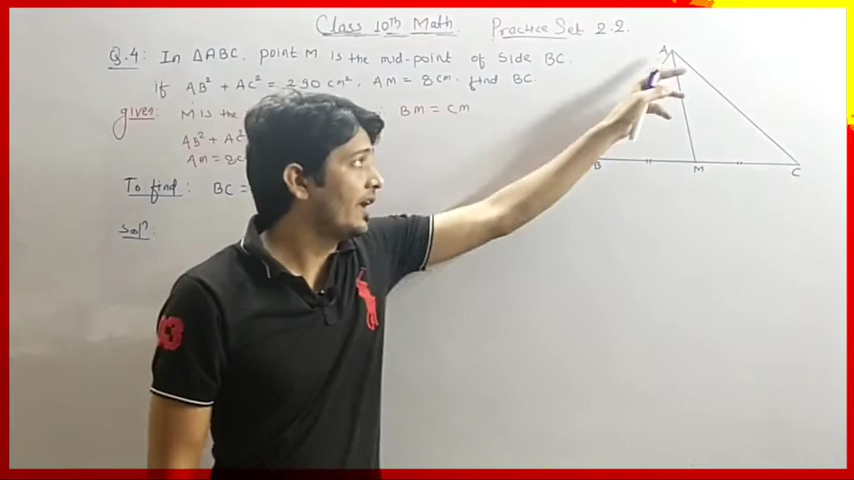 Class 10th Math. Practice Set 2.2.
Q.4: In ΔABC, point M is the mid-point of side BC.
If AB² + AC² = 290 cm², AM = 8 cm. find BC.
given: M is the : BM = CM
AB² + AC²
AM = 8c
To find: BC =
Solⁿ:
A
B M C
43